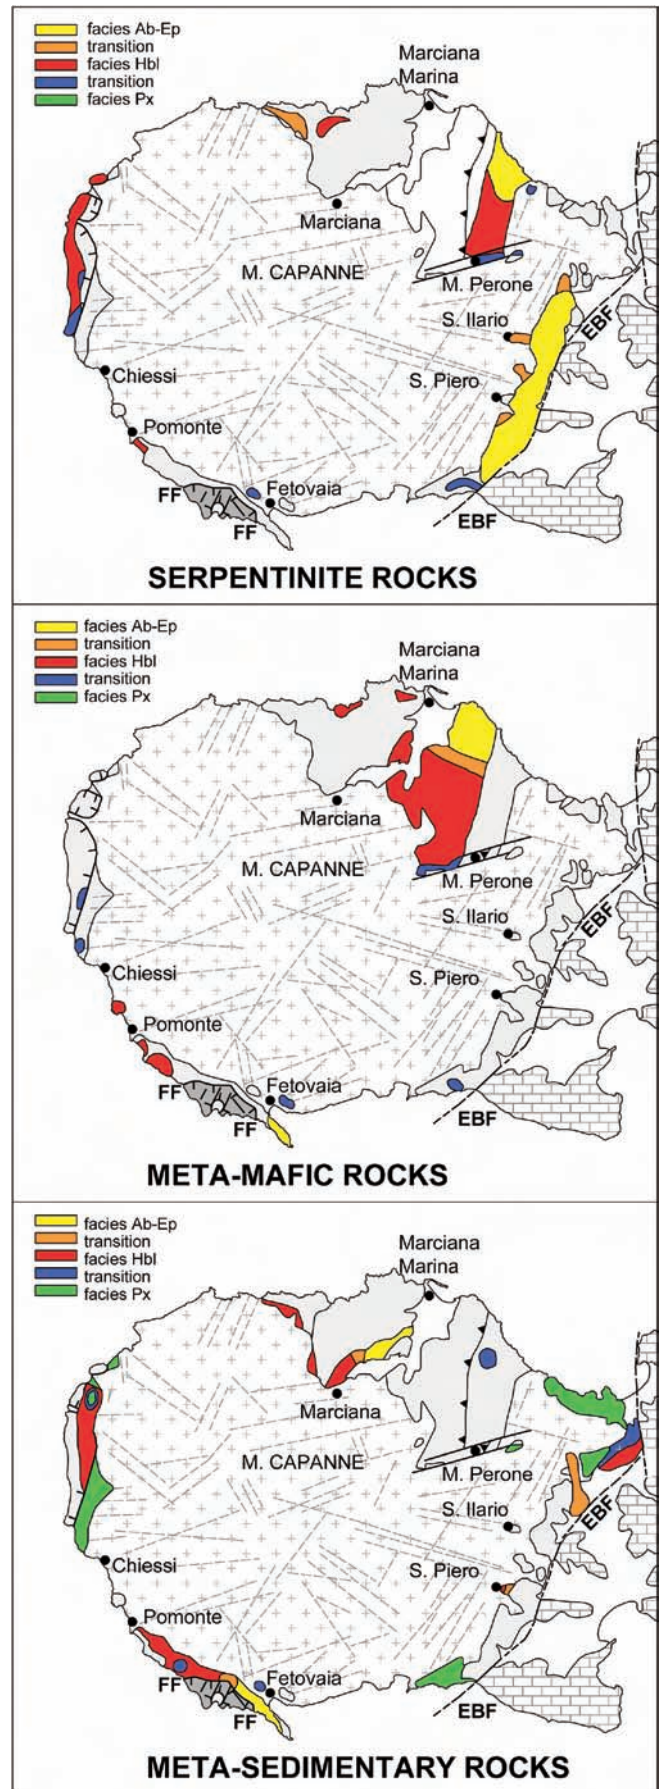 facies Ab-Ep
transition
facies Hbl
transition
facies Px
Marciana
Marina
Marciana
M. CAPANNE
M. Perone
S. Ilario
EBF
S. Piero
Chiessi
Pomonte
Fetovaia
FF
FF
EBF
SERPENTINITE ROCKS
facies Ab-Ep
transition
facies Hbl
transition
facies Px
Marciana
Marina
Marciana
M. CAPANNE
M. Perone
S. Ilario
EBF
S. Piero
Chiessi
Pomonte
Fetovaia
FF
FF
EBF
META-MAFIC ROCKS
facies Ab-Ep
transition
facies Hbl
transition
facies Px
Marciana
Marina
Marciana
M. CAPANNE
M. Perone
S. Ilario
EBF
S. Piero
Chiessi
Pomonte
Fetovaia
FF
FF
EBF
META-SEDIMENTARY ROCKS